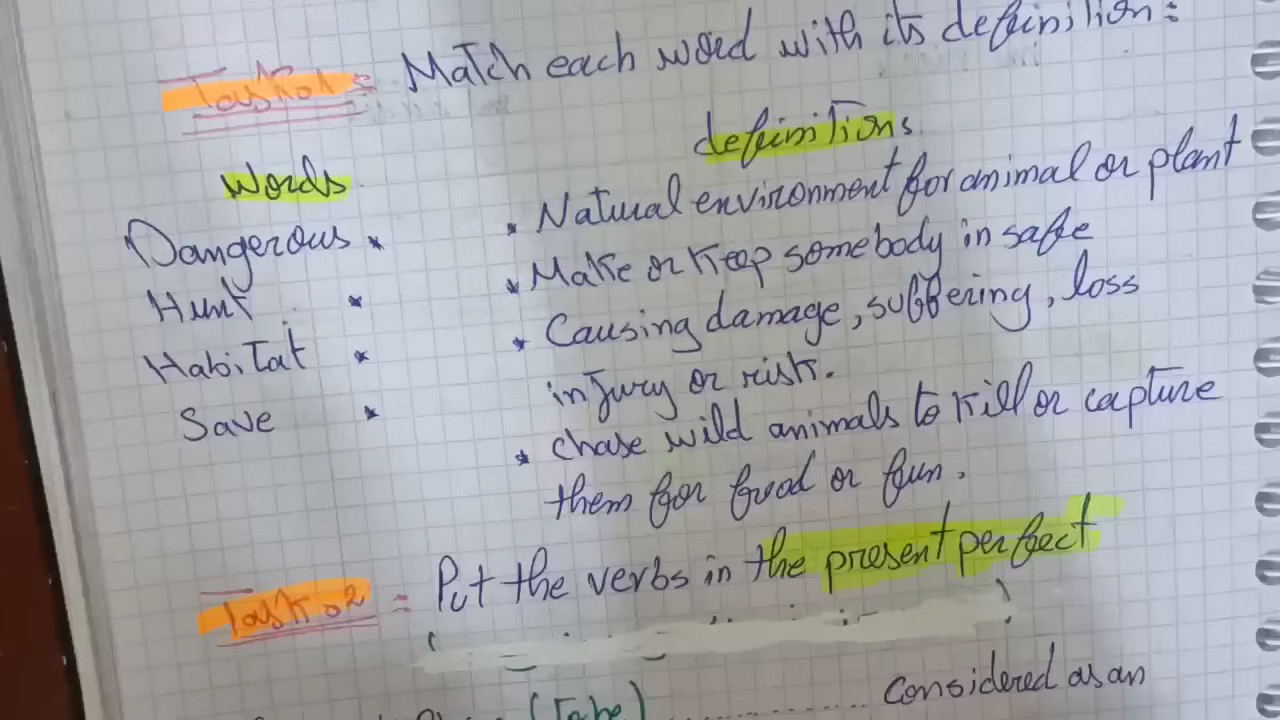 Task 01 = Match each word with its definition:
definitions
Words
Dangerous * * Natural environment for animal or plant
Hunt * * Make or Keep somebody in safe
Habitat * * Causing damage, suffering, loss
injury or risk.
Save * * chase wild animals to Kill or capture
them for food or fun.
Task 02 = Put the verbs in the present perfect
( )
(To be) ............ Considered as an